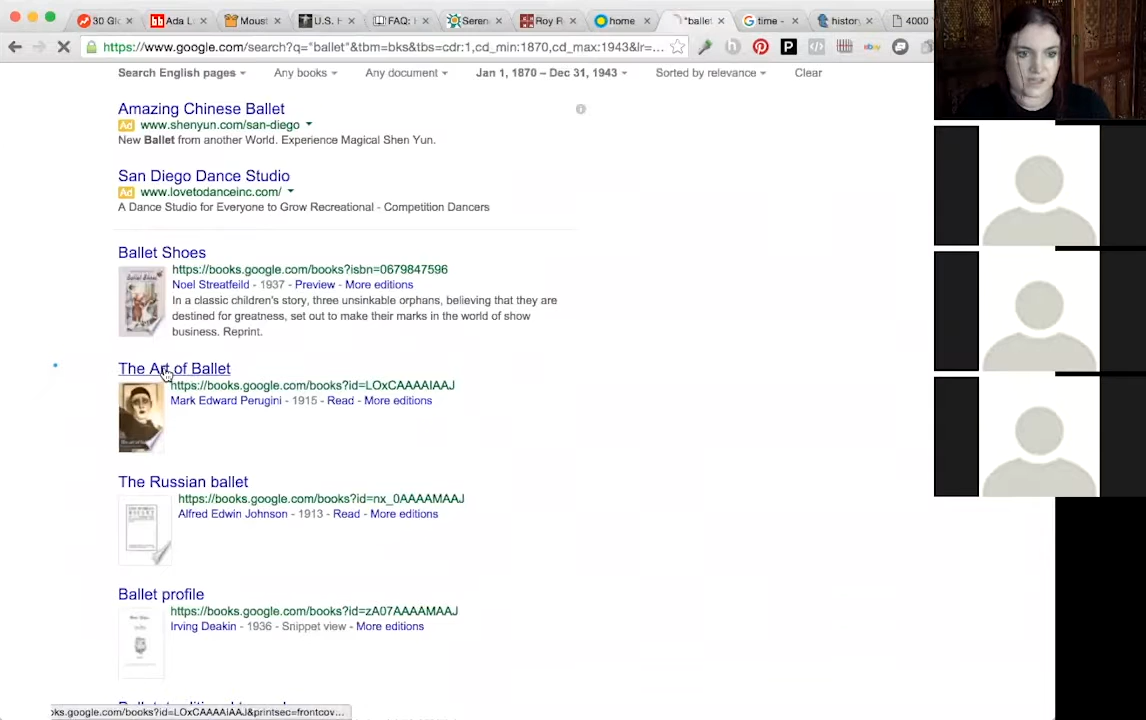 30 Glo
Ada L
Moust
U.S. H
FAQ:
Seren
Roy R
home
"ballet
time -
histor
4000
https://www.google.com/search?q="ballet"&tbm=bks&tbs=cdr:1,cd_min:1870,cd_max:1943&lr=...
Search English pages
Any books
Any document
Jan 1, 1870 – Dec 31, 1943
Sorted by relevance
Clear
Amazing Chinese Ballet
Ad www.shenyun.com/san-diego
New Ballet from another World. Experience Magical Shen Yun.
San Diego Dance Studio
Ad www.lovetodanceinc.com/
A Dance Studio for Everyone to Grow Recreational - Competition Dancers
Ballet Shoes
https://books.google.com/books?isbn=0679847596
Noel Streatfeild - 1937 - Preview - More editions
In a classic children's story, three unsinkable orphans, believing that they are
destined for greatness, set out to make their marks in the world of show
business. Reprint.
The Art of Ballet
https://books.google.com/books?id=LOxCAAAAIAAJ
Mark Edward Perugini - 1915 - Read - More editions
The Russian ballet
https://books.google.com/books?id=nx_0AAAAMAAJ
Alfred Edwin Johnson - 1913 - Read - More editions
Ballet profile
https://books.google.com/books?id=zA07AAAAMAAJ
Irving Deakin - 1936 - Snippet view - More editions
oks.google.com/books?id=LOxCAAAAIAAJ&printsec=frontcov...